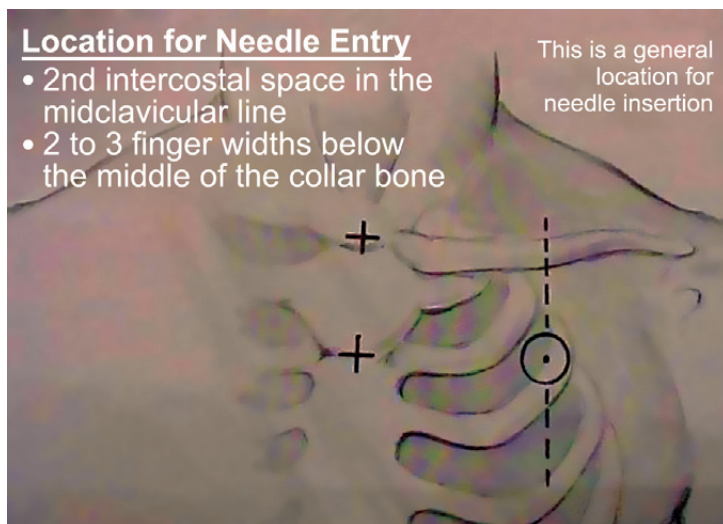 Location for Needle Entry
• 2nd intercostal space in the
midclavicular line
• 2 to 3 finger widths below
the middle of the collar bone
This is a general
location for
needle insertion